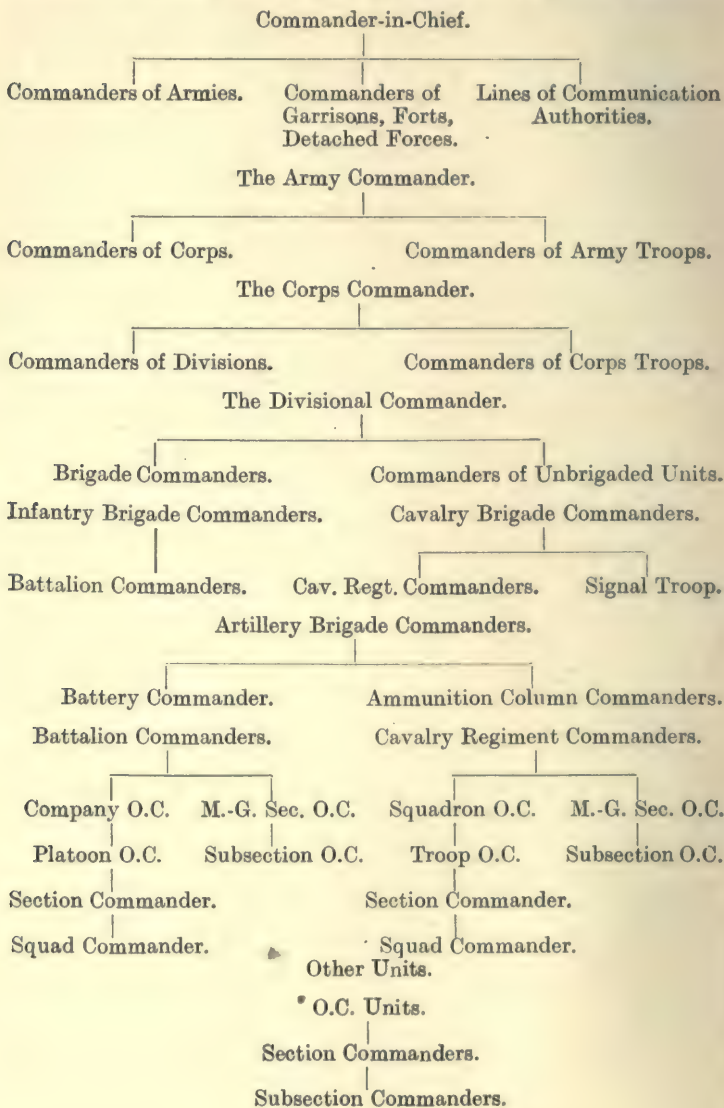 Commander-in-Chief.
Commanders of Armies. Commanders of Garrisons, Forts, Detached Forces. Lines of Communication Authorities.
The Army Commander.
Commanders of Corps. Commanders of Army Troops.
The Corps Commander.
Commanders of Divisions. Commanders of Corps Troops.
The Divisional Commander.
Brigade Commanders. Commanders of Unbrigaded Units.
Infantry Brigade Commanders. Cavalry Brigade Commanders.
Battalion Commanders. Cav. Regt. Commanders. Signal Troop.
Artillery Brigade Commanders.
Battery Commander. Ammunition Column Commanders.
Battalion Commanders. Cavalry Regiment Commanders.
Company O.C. M.-G. Sec. O.C. Squadron O.C. M.-G. Sec. O.C.
Platoon O.C. Subsection O.C. Troop O.C. Subsection O.C.
Section Commander. Section Commander.
Squad Commander. Squad Commander.
Other Units.
O.C. Units.
Section Commanders.
Subsection Commanders.